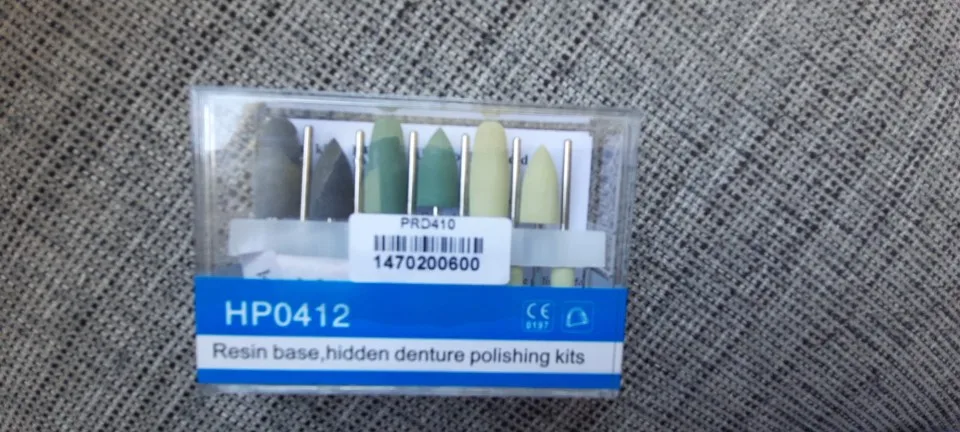 PRD410
1470200600
HP0412
CE
0197
Resin base,hidden denture polishing kits